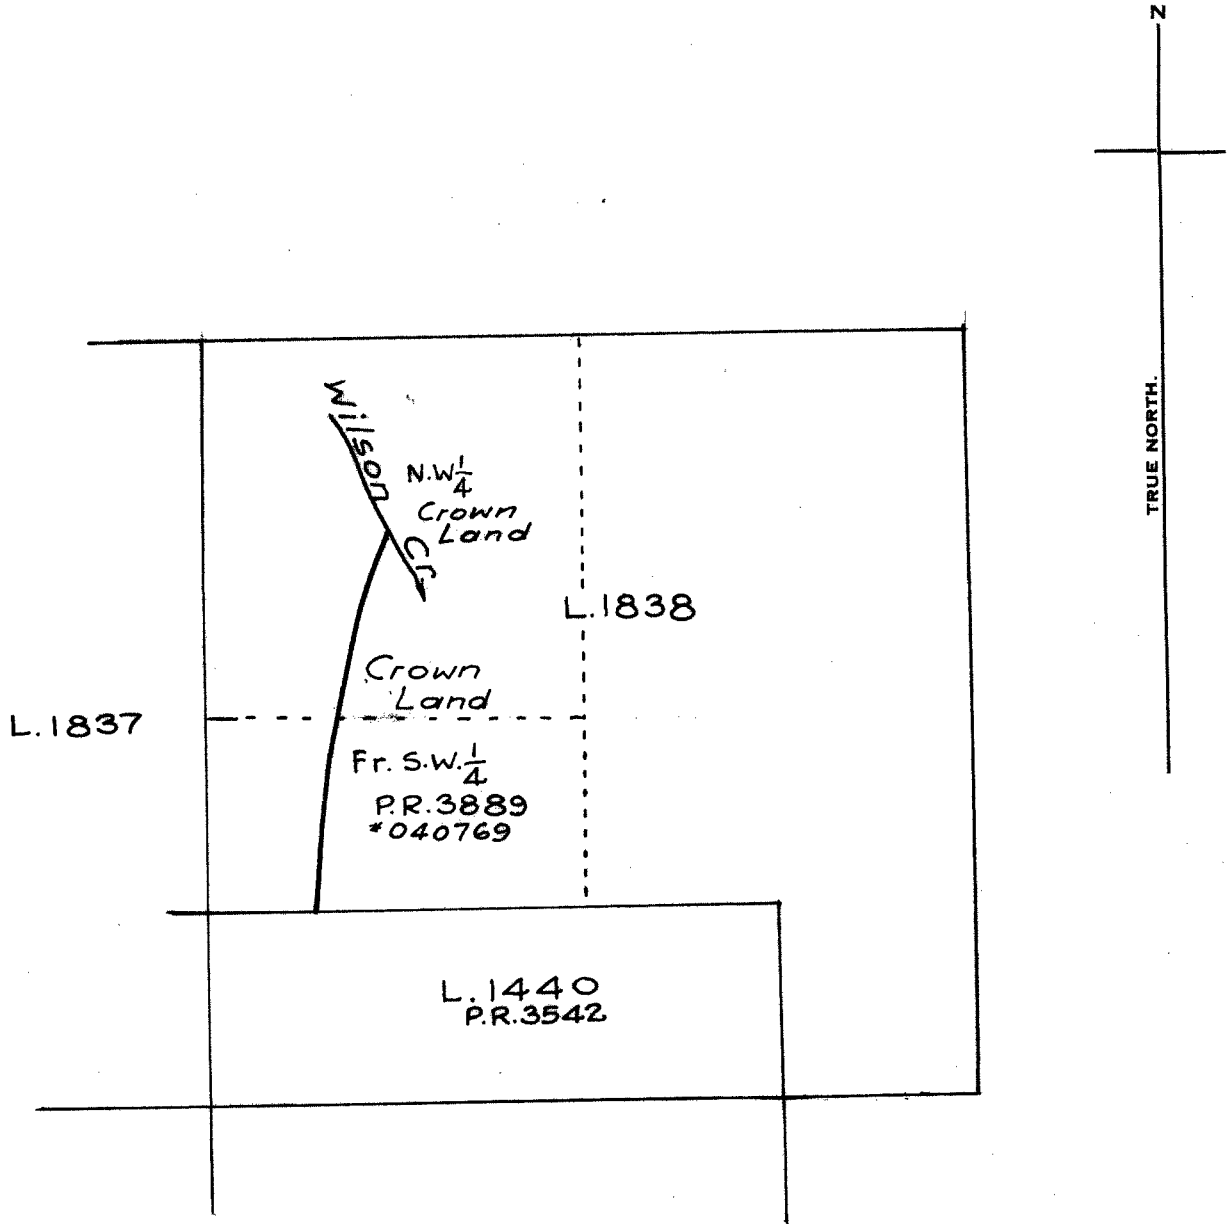 N
TRUE NORTH.
Wilson Cr.
N.W.1/4
Crown
Land
L.1838
Crown
Land
L.1837
Fr. S.W.1/4
P.R.3889
*040769
L.1440
P.R.3542